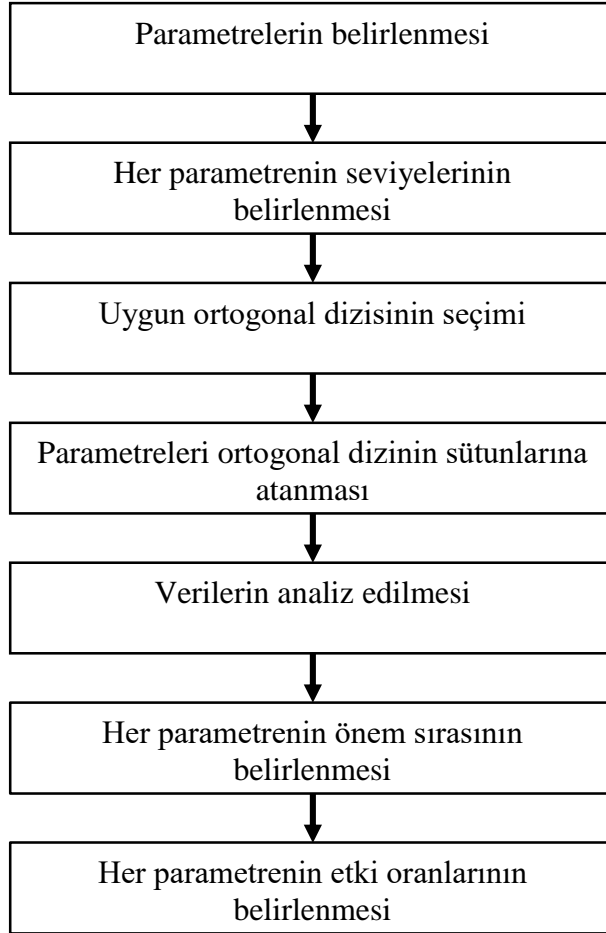 Parametrelerin belirlenmesi
Her parametrenin seviyelerinin
belirlenmesi
Uygun ortogonal dizisinin seçimi
Parametreleri ortogonal dizinin sütunlarına
atanması
Verilerin analiz edilmesi
Her parametrenin önem sırasının
belirlenmesi
Her parametrenin etki oranlarının
belirlenmesi